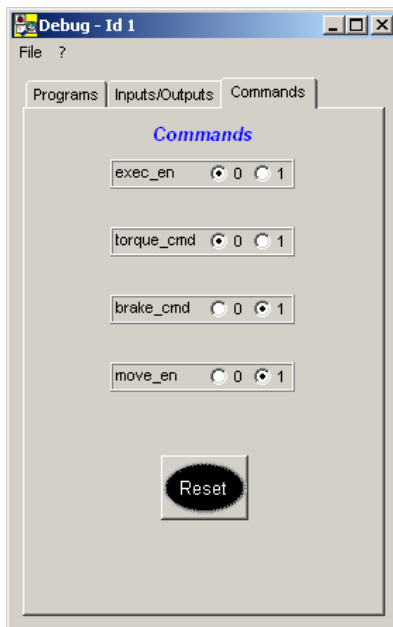 Debug - Id 1
File ?
Programs Inputs/Outputs Commands
Commands
exec_en 0 1
torque_cmd 0 1
brake_cmd 0 1
move_en 0 1
Reset